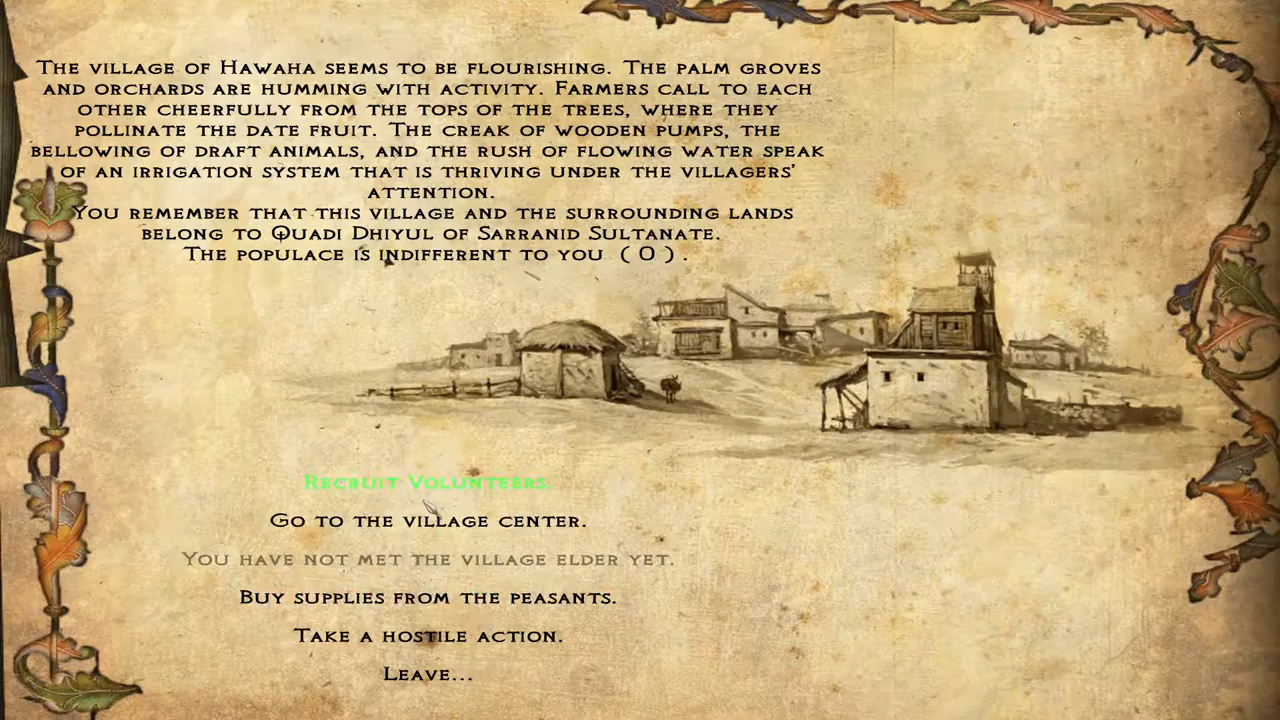 The village of Hawaha seems to be flourishing. The palm groves
and orchards are humming with activity. Farmers call to each
other cheerfully from the tops of the trees, where they
pollinate the date fruit. The creak of wooden pumps, the
bellowing of draft animals, and the rush of flowing water speak
of an irrigation system that is thriving under the villagers'
attention.
You remember that this village and the surrounding lands
belong to Quadi Dhiyul of Sarranid Sultanate.
The populace is indifferent to you (0).
Recruit Volunteers.
Go to the village center.
You have not met the village elder yet.
Buy supplies from the peasants.
Take a hostile action.
Leave...